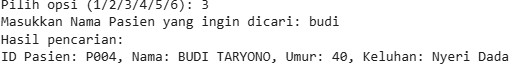 Pilih opsi (1/2/3/4/5/6): 3
Masukkan Nama Pasien yang ingin dicari: budi
Hasil pencarian:
ID Pasien: P004, Nama: BUDI TARYONO, Umur: 40, Keluhan: Nyeri Dada